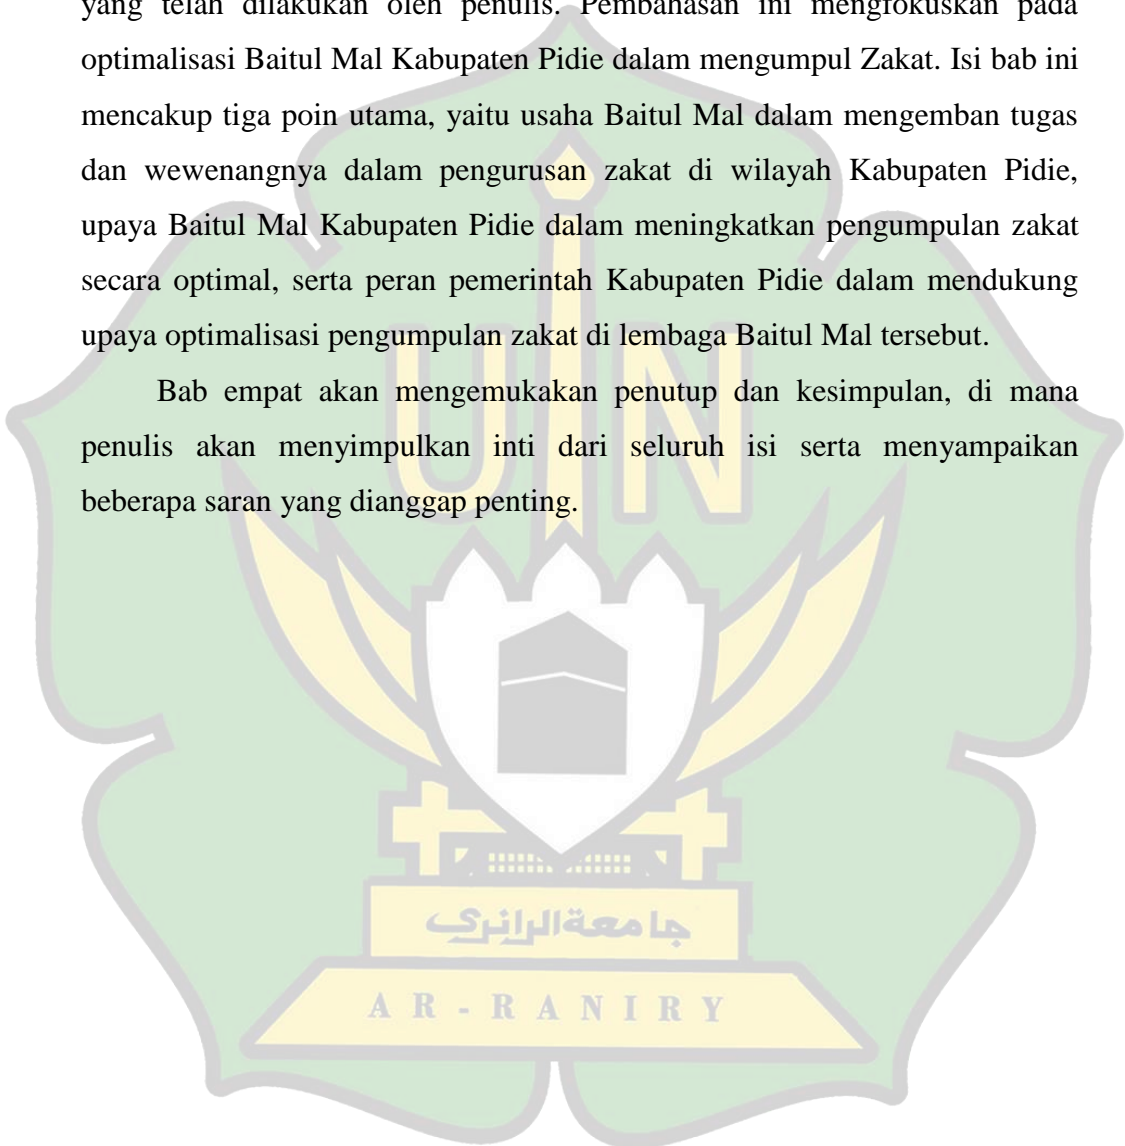 yang telah dilakukan oleh penulis. Pembahasan ini mengfokuskan pada
optimalisasi Baitul Mal Kabupaten Pidie dalam mengumpul Zakat. Isi bab ini
mencakup tiga poin utama, yaitu usaha Baitul Mal dalam mengemban tugas
dan wewenangnya dalam pengurusan zakat di wilayah Kabupaten Pidie,
upaya Baitul Mal Kabupaten Pidie dalam meningkatkan pengumpulan zakat
secara optimal, serta peran pemerintah Kabupaten Pidie dalam mendukung
upaya optimalisasi pengumpulan zakat di lembaga Baitul Mal tersebut.
Bab empat akan mengemukakan penutup dan kesimpulan, di mana
penulis akan menyimpulkan inti dari seluruh isi serta menyampaikan
beberapa saran yang dianggap penting.
UIN
جامعة الرانري
AR-RANIRY